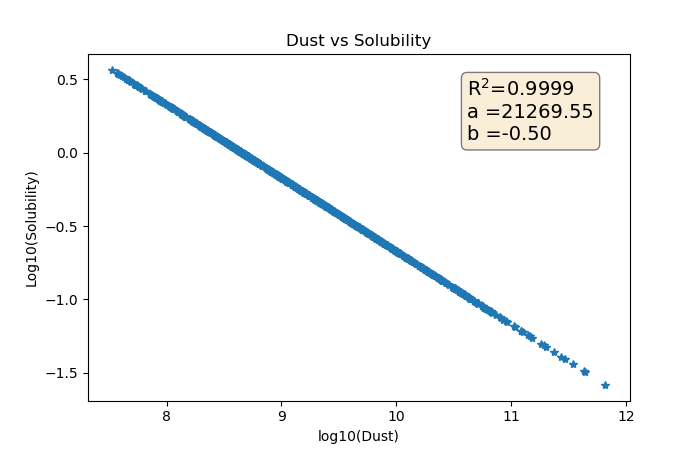 Dust vs Solubility
R²=0.9999
a =21269.55
b =-0.50
Log10(Solubility)
0.5
0.0
−0.5
−1.0
−1.5
8 9 10 11 12
log10(Dust)